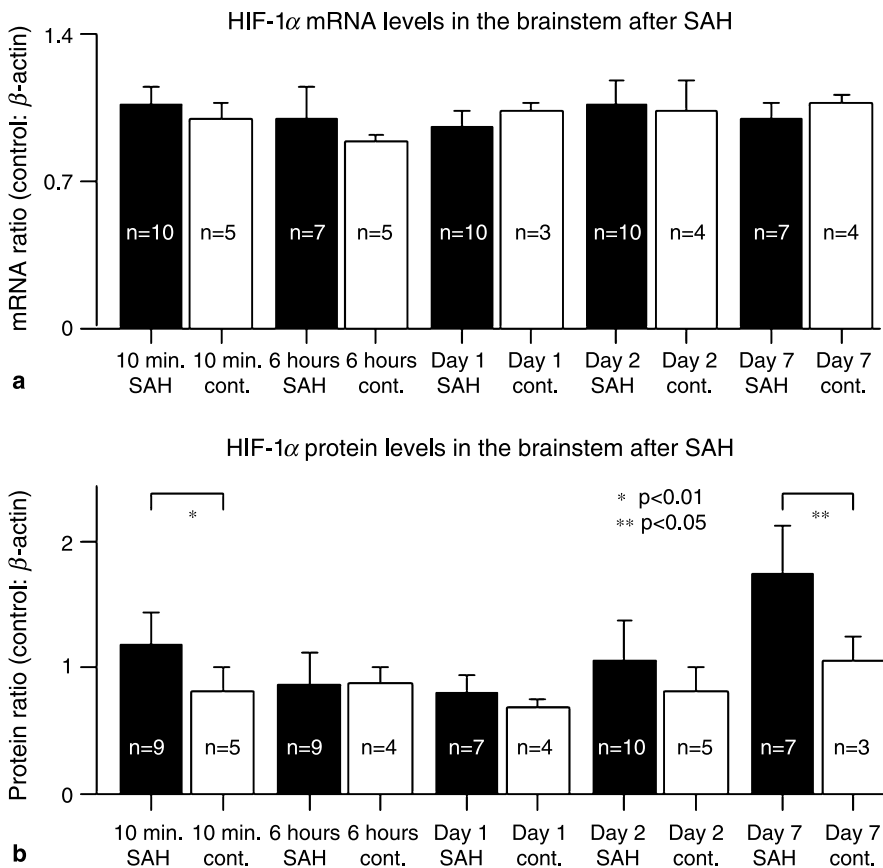 HIF-1α mRNA levels in the brainstem after SAH
mRNA ratio (control: β-actin)
1.4
0.7
0
n=10
n=5
n=7
n=5
n=10
n=3
n=10
n=4
n=7
n=4
10 min. SAH
10 min. cont.
6 hours SAH
6 hours cont.
Day 1 SAH
Day 1 cont.
Day 2 SAH
Day 2 cont.
Day 7 SAH
Day 7 cont.
a
HIF-1α protein levels in the brainstem after SAH
Protein ratio (control: β-actin)
2
1
0
*
* p<0.01
** p<0.05
**
n=9
n=5
n=9
n=4
n=7
n=4
n=10
n=5
n=7
n=3
10 min. SAH
10 min. cont.
6 hours SAH
6 hours cont.
Day 1 SAH
Day 1 cont.
Day 2 SAH
Day 2 cont.
Day 7 SAH
Day 7 cont.
b